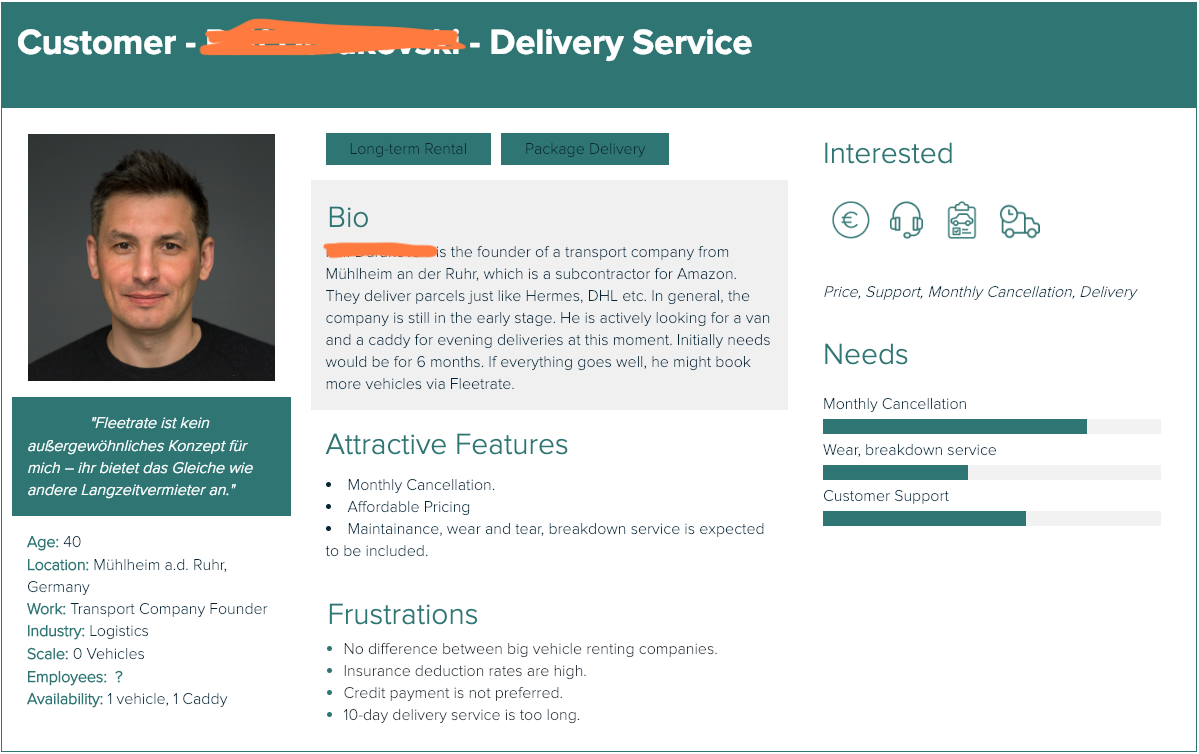 Customer - - Delivery Service
Long-term Rental
Package Delivery
Bio
is the founder of a transport company from
Mühlheim an der Ruhr, which is a subcontractor for Amazon.
They deliver parcels just like Hermes, DHL etc. In general, the
company is still in the early stage. He is actively looking for a van
and a caddy for evening deliveries at this moment. Initially needs
would be for 6 months. If everything goes well, he might book
more vehicles via Fleetrate.
"Fleetrate ist kein
außergewöhnliches Konzept für
mich – ihr bietet das Gleiche wie
andere Langzeitvermieter an."
Age: 40
Location: Mühlheim a.d. Ruhr,
Germany
Work: Transport Company Founder
Industry: Logistics
Scale: 0 Vehicles
Employees: ?
Availability: 1 vehicle, 1 Caddy
Attractive Features
• Monthly Cancellation.
• Affordable Pricing
• Maintainance, wear and tear, breakdown service is expected
to be included.
Frustrations
• No difference between big vehicle renting companies.
• Insurance deduction rates are high.
• Credit payment is not preferred.
• 10-day delivery service is too long.
Interested
€
Price, Support, Monthly Cancellation, Delivery
Needs
Monthly Cancellation
Wear, breakdown service
Customer Support